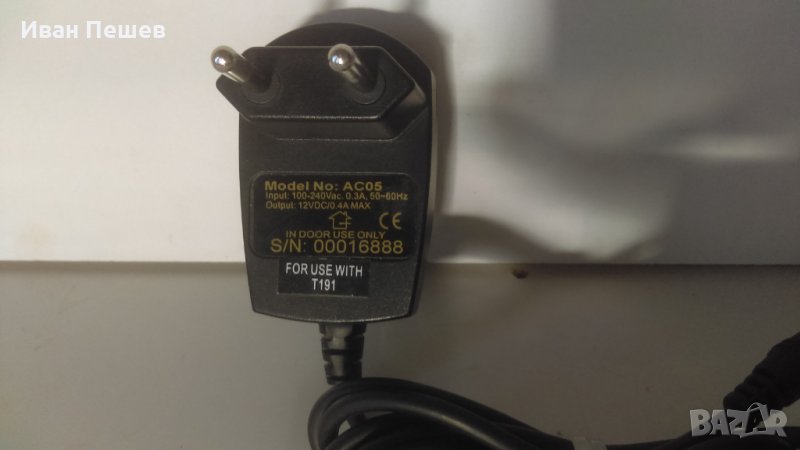 Иван Пешев
Model No: AC05
Input: 100-240Vac. 0.3A, 50~60Hz
Output: 12VDC/0.4A MAX
CE
IN DOOR USE ONLY
S/N: 00016888
FOR USE WITH
T191
BAZAR